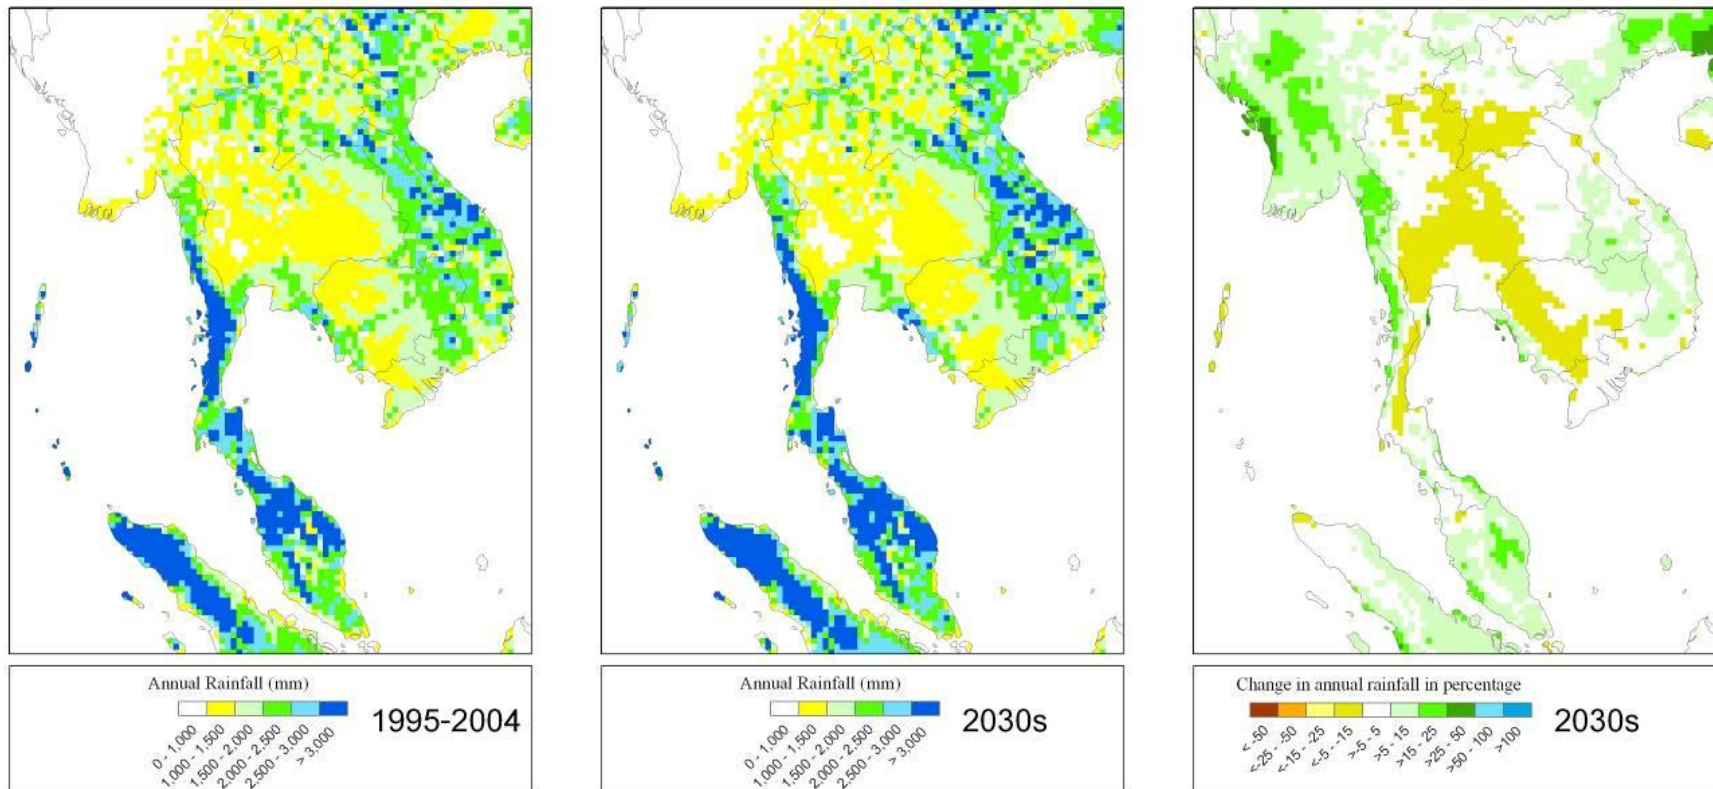 Annual Rainfall (mm)
1995-2004
0 - 1,000
1,000 - 1,500
1,500 - 2,000
2,000 - 2,500
2,500 - 3,000
> 3,000
Annual Rainfall (mm)
2030s
0 - 1,000
1,000 - 1,500
1,500 - 2,000
2,000 - 2,500
2,500 - 3,000
> 3,000
Change in annual rainfall in percentage
2030s
<-50
<-25 - -50
<-15 - -25
<-5 - -15
>-5 - 5
>5 - 15
>15 - 25
>25 - 50
>50 - 100
>100